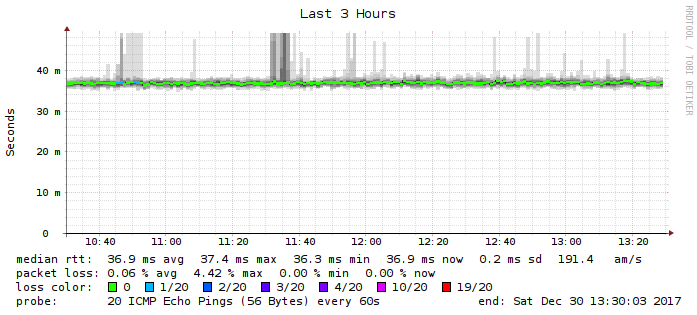 Last 3 Hours
RRDTOOL / TOBI OETIKER
Seconds
40 m
30 m
20 m
10 m
0
10:40 11:00 11:20 11:40 12:00 12:20 12:40 13:00 13:20
median rtt: 36.9 ms avg 37.4 ms max 36.3 ms min 36.9 ms now 0.2 ms sd 191.4 am/s
packet loss: 0.06 % avg 4.42 % max 0.00 % min 0.00 % now
loss color: 0 1/20 2/20 3/20 4/20 10/20 19/20
probe: 20 ICMP Echo Pings (56 Bytes) every 60s end: Sat Dec 30 13:30:03 2017